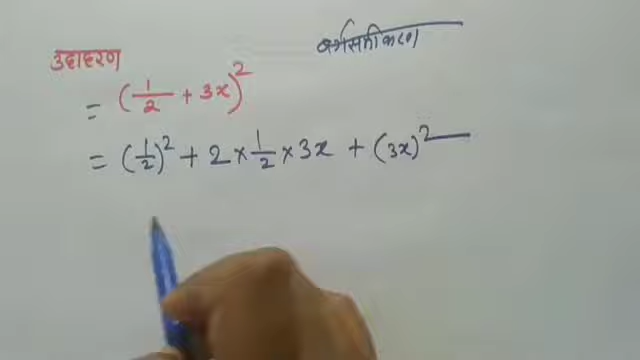 वर्गसमीकरण
उदाहरण
= (1/2 + 3x)²
= (1/2)² + 2 × 1/2 × 3x + (3x)²